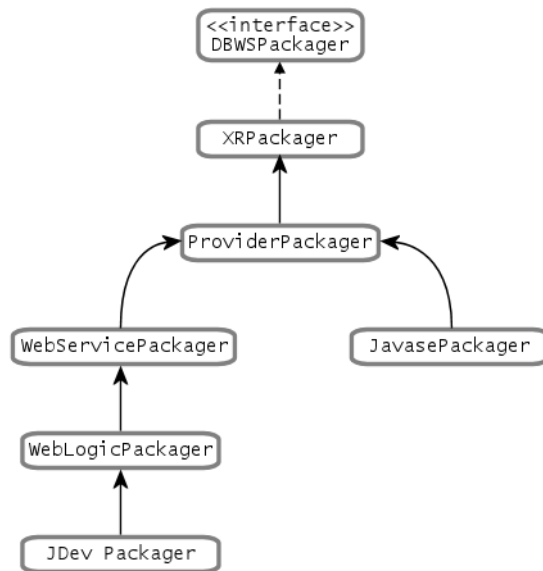 <<interface>>
DBWSPackager
XRPackager
ProviderPackager
WebServicePackager
JavasePackager
WebLogicPackager
JDev Packager